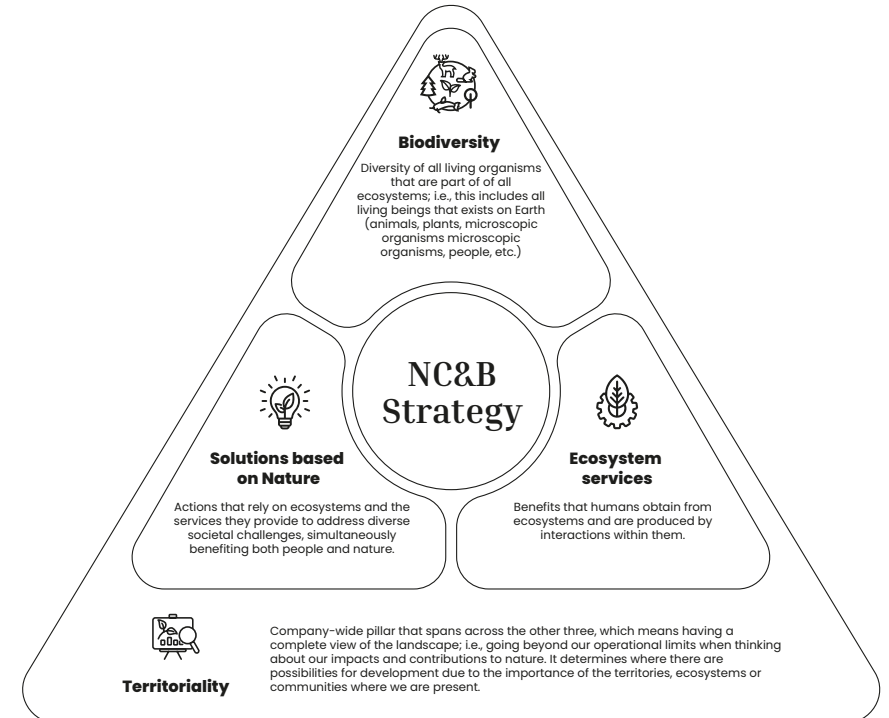 Biodiversity
Diversity of all living organisms
that are part of of all
ecosystems; i.e., this includes all
living beings that exists on Earth
(animals, plants, microscopic
organisms microscopic
organisms, people, etc.)
NC&B
Strategy
Solutions based
on Nature
Actions that rely on ecosystems and the
services they provide to address diverse
societal challenges, simultaneously
benefiting both people and nature.
Ecosystem
services
Benefits that humans obtain from
ecosystems and are produced by
interactions within them.
Territoriality
Company-wide pillar that spans across the other three, which means having a
complete view of the landscape; i.e., going beyond our operational limits when thinking
about our impacts and contributions to nature. It determines where there are
possibilities for development due to the importance of the territories, ecosystems or
communities where we are present.